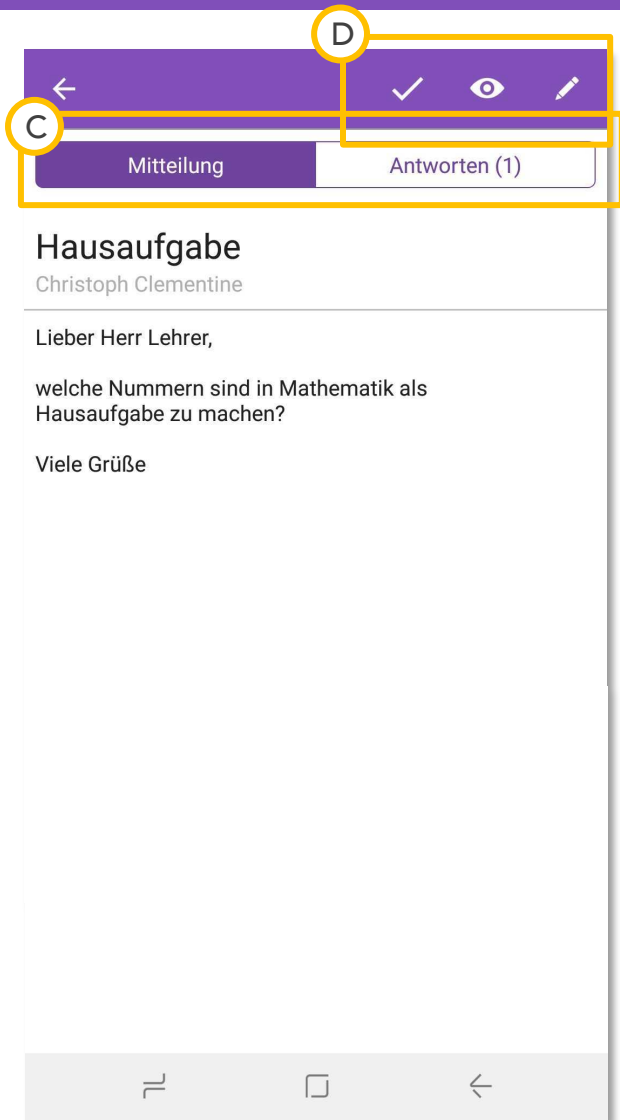 D
C
Mitteilung
Antworten (1)
Hausaufgabe
Christoph Clementine
Lieber Herr Lehrer,
welche Nummern sind in Mathematik als
Hausaufgabe zu machen?
Viele Grüße